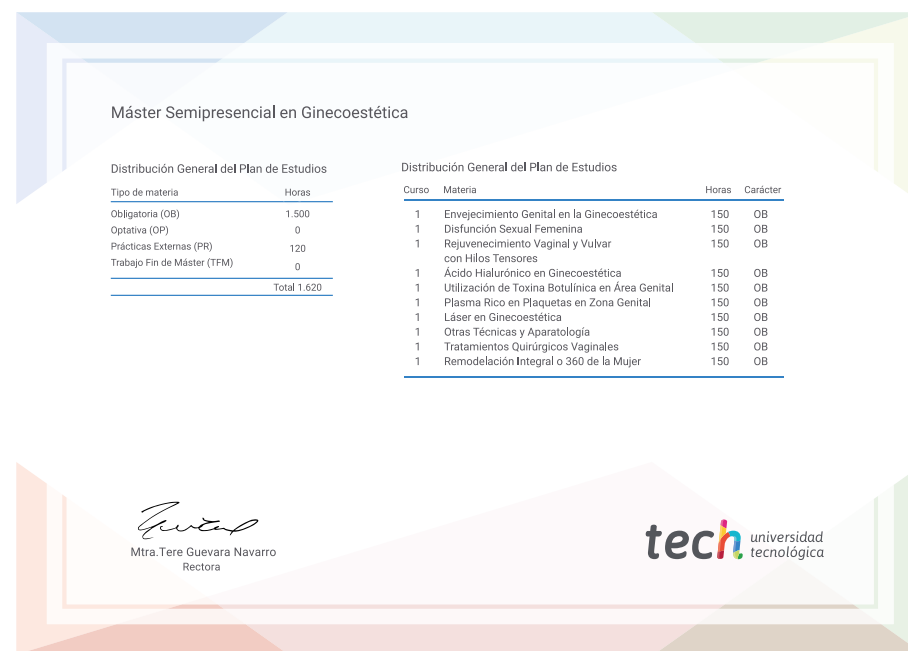 Máster Semipresencial en Ginecoestética
Distribución General del Plan de Estudios
Tipo de materia Horas
Obligatoria (OB) 1.500
Optativa (OP) 0
Prácticas Externas (PR) 120
Trabajo Fin de Máster (TFM) 0
Total 1.620
Distribución General del Plan de Estudios
Curso Materia Horas Carácter
1 Envejecimiento Genital en la Ginecoestética 150 OB
1 Disfunción Sexual Femenina 150 OB
1 Rejuvenecimiento Vaginal y Vulvar 150 OB
con Hilos Tensores
1 Ácido Hialurónico en Ginecoestética 150 OB
1 Utilización de Toxina Botulínica en Área Genital 150 OB
1 Plasma Rico en Plaquetas en Zona Genital 150 OB
1 Láser en Ginecoestética 150 OB
1 Otras Técnicas y Aparatología 150 OB
1 Tratamientos Quirúrgicos Vaginales 150 OB
1 Remodelación Integral o 360 de la Mujer 150 OB
Mtra.Tere Guevara Navarro
Rectora
tech universidad
tecnológica